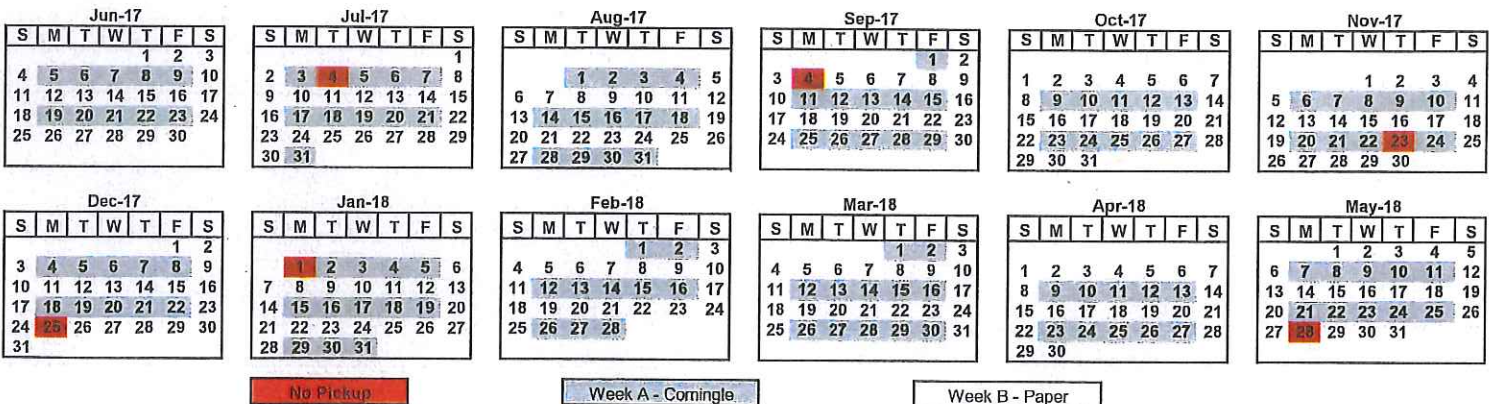 Jun-17
S M T W T F S
1 2 3
4 5 6 7 8 9 10
11 12 13 14 15 16 17
18 19 20 21 22 23 24
25 26 27 28 29 30
Jul-17
S M T W T F S
1
2 3 4 5 6 7 8
9 10 11 12 13 14 15
16 17 18 19 20 21 22
23 24 25 26 27 28 29
30 31
Aug-17
S M T W T F S
1 2 3 4 5
6 7 8 9 10 11 12
13 14 15 16 17 18 19
20 21 22 23 24 25 26
27 28 29 30 31
Sep-17
S M T W T F S
1 2
3 4 5 6 7 8 9
10 11 12 13 14 15 16
17 18 19 20 21 22 23
24 25 26 27 28 29 30
Oct-17
S M T W T F S
1 2 3 4 5 6 7
8 9 10 11 12 13 14
15 16 17 18 19 20 21
22 23 24 25 26 27 28
29 30 31
Nov-17
S M T W T F S
1 2 3 4
5 6 7 8 9 10 11
12 13 14 15 16 17 18
19 20 21 22 23 24 25
26 27 28 29 30
Dec-17
S M T W T F S
1 2
3 4 5 6 7 8 9
10 11 12 13 14 15 16
17 18 19 20 21 22 23
24 25 26 27 28 29 30
31
Jan-18
S M T W T F S
1 2 3 4 5 6
7 8 9 10 11 12 13
14 15 16 17 18 19 20
21 22 23 24 25 26 27
28 29 30 31
Feb-18
S M T W T F S
1 2 3
4 5 6 7 8 9 10
11 12 13 14 15 16 17
18 19 20 21 22 23 24
25 26 27 28
Mar-18
S M T W T F S
1 2 3
4 5 6 7 8 9 10
11 12 13 14 15 16 17
18 19 20 21 22 23 24
25 26 27 28 29 30 31
Apr-18
S M T W T F S
1 2 3 4 5 6 7
8 9 10 11 12 13 14
15 16 17 18 19 20 21
22 23 24 25 26 27 28
29 30
May-18
S M T W T F S
1 2 3 4 5
6 7 8 9 10 11 12
13 14 15 16 17 18 19
20 21 22 23 24 25 26
27 28 29 30 31
No Pickup
Week A - Comingle
Week B - Paper